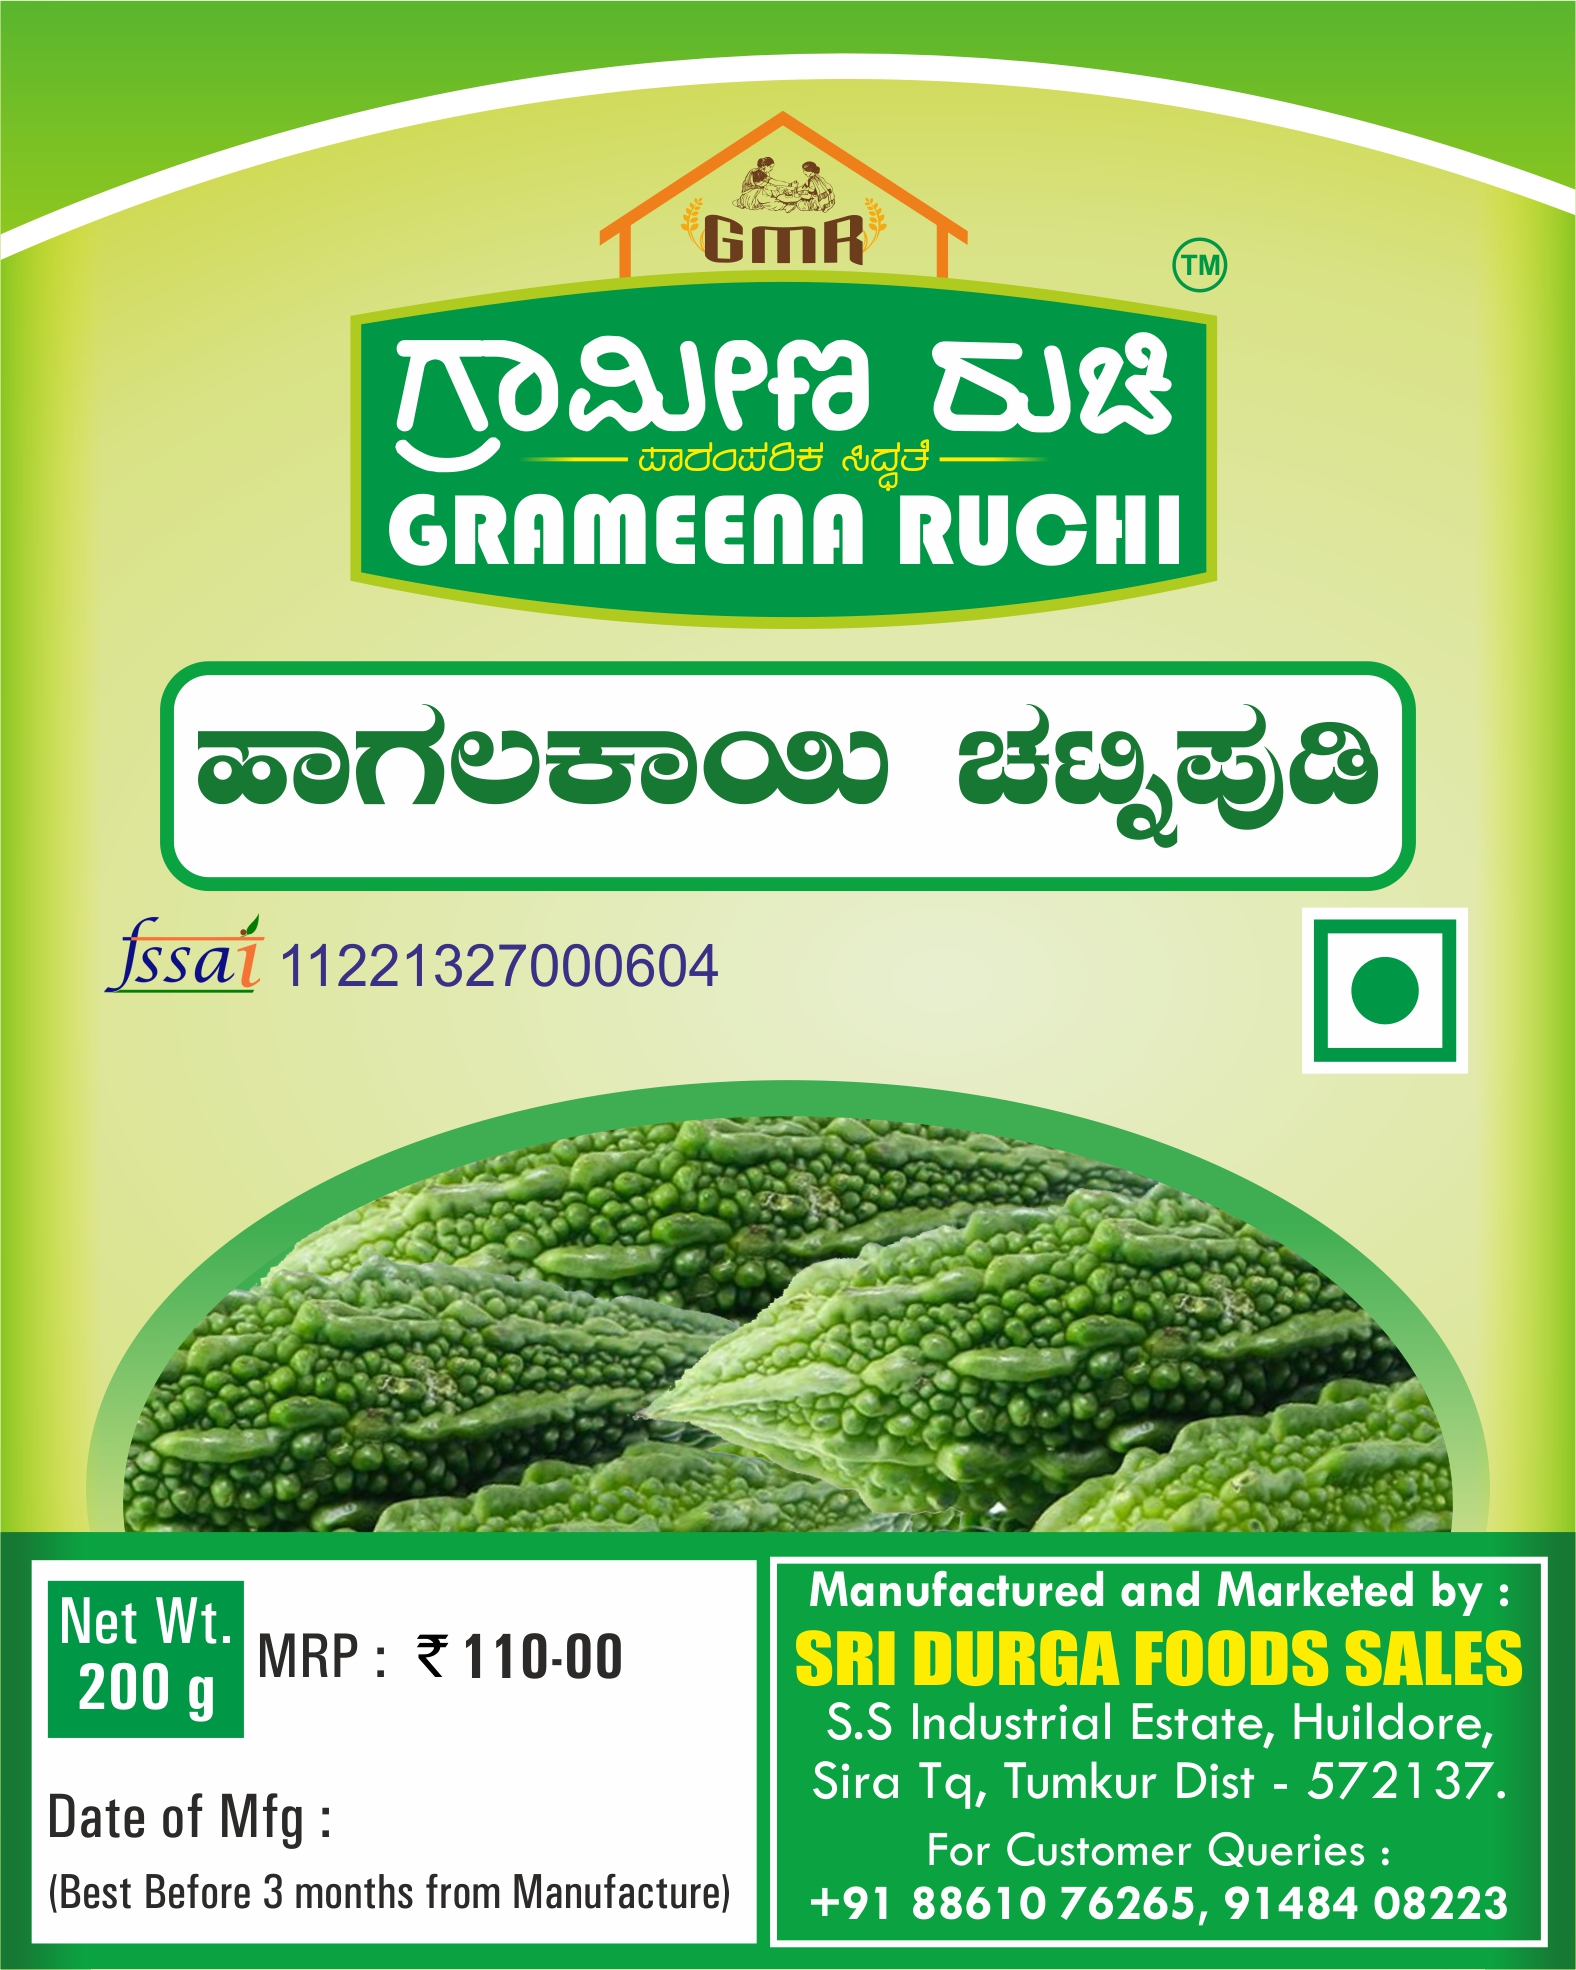 GMR
TM
ಗ್ರಾಮೀಣ ರುಚಿ
ಪಾರಂಪರಿಕ ಸಿದ್ಧತೆ
GRAMEENA RUCHI
ಹಾಗಲಕಾಯಿ ಚಟ್ನಿಪುಡಿ
fssai 11221327000604
Net Wt.
200 g
MRP : ₹ 110-00
Date of Mfg :
(Best Before 3 months from Manufacture)
Manufactured and Marketed by :
SRI DURGA FOODS SALES
S.S Industrial Estate, Huildore,
Sira Tq, Tumkur Dist - 572137.
For Customer Queries :
+91 88610 76265, 91484 08223